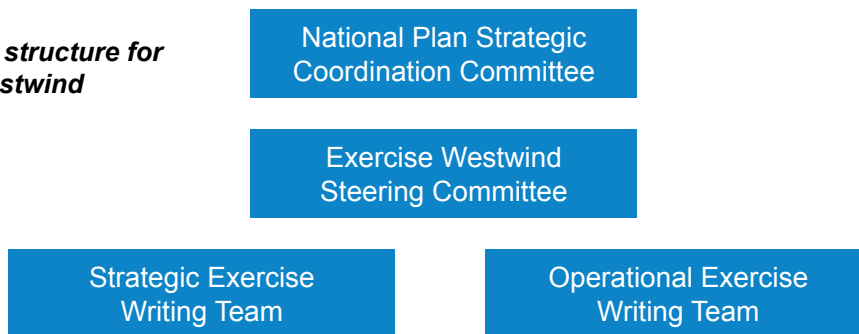 structure for
stwind
National Plan Strategic
Coordination Committee
Exercise Westwind
Steering Committee
Strategic Exercise
Writing Team
Operational Exercise
Writing Team